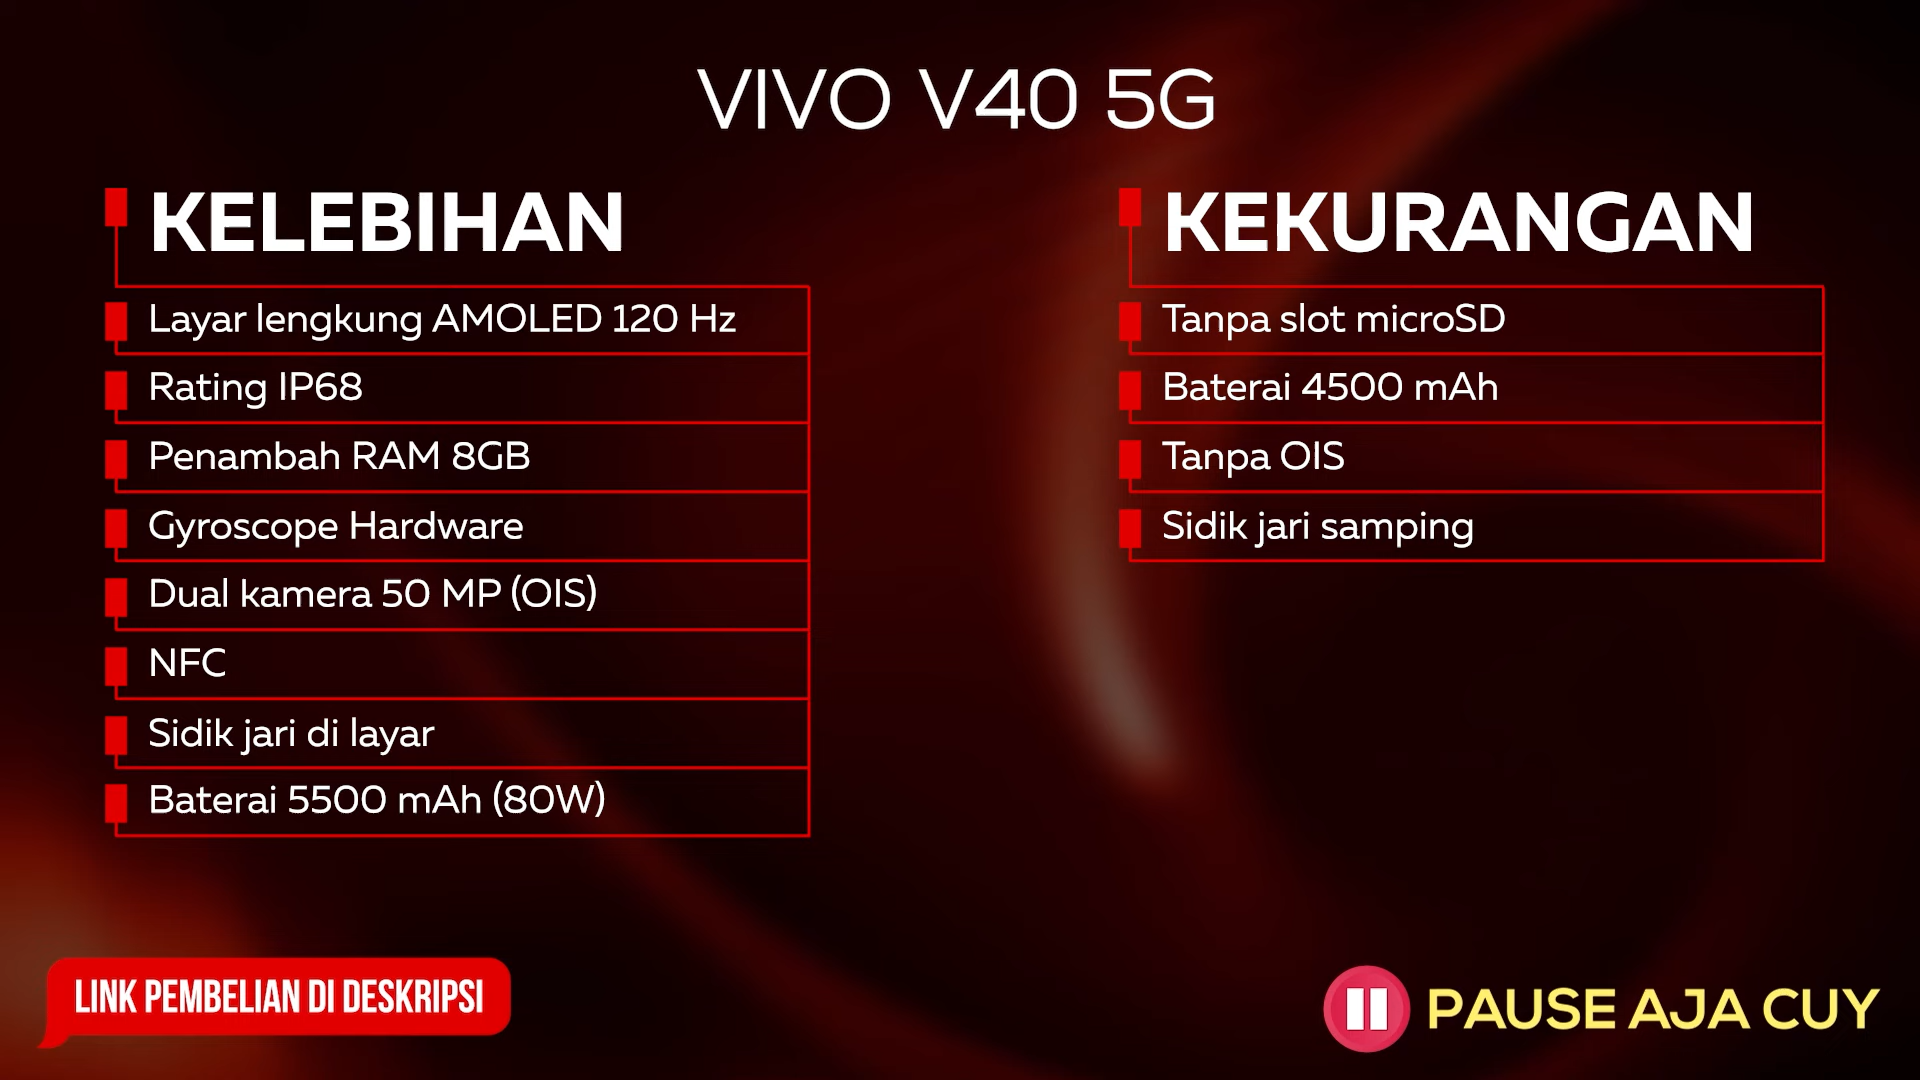 VIVO V40 5G
KELEBIHAN
Layar lengkung AMOLED 120 Hz
Rating IP68
Penambah RAM 8GB
Gyroscope Hardware
Dual kamera 50 MP (OIS)
NFC
Sidik jari di layar
Baterai 5500 mAh (80W)
KEKURANGAN
Tanpa slot microSD
Baterai 4500 mAh
Tanpa OIS
Sidik jari samping
LINK PEMBELIAN DI DESKRIPSI
PAUSE AJA CUY